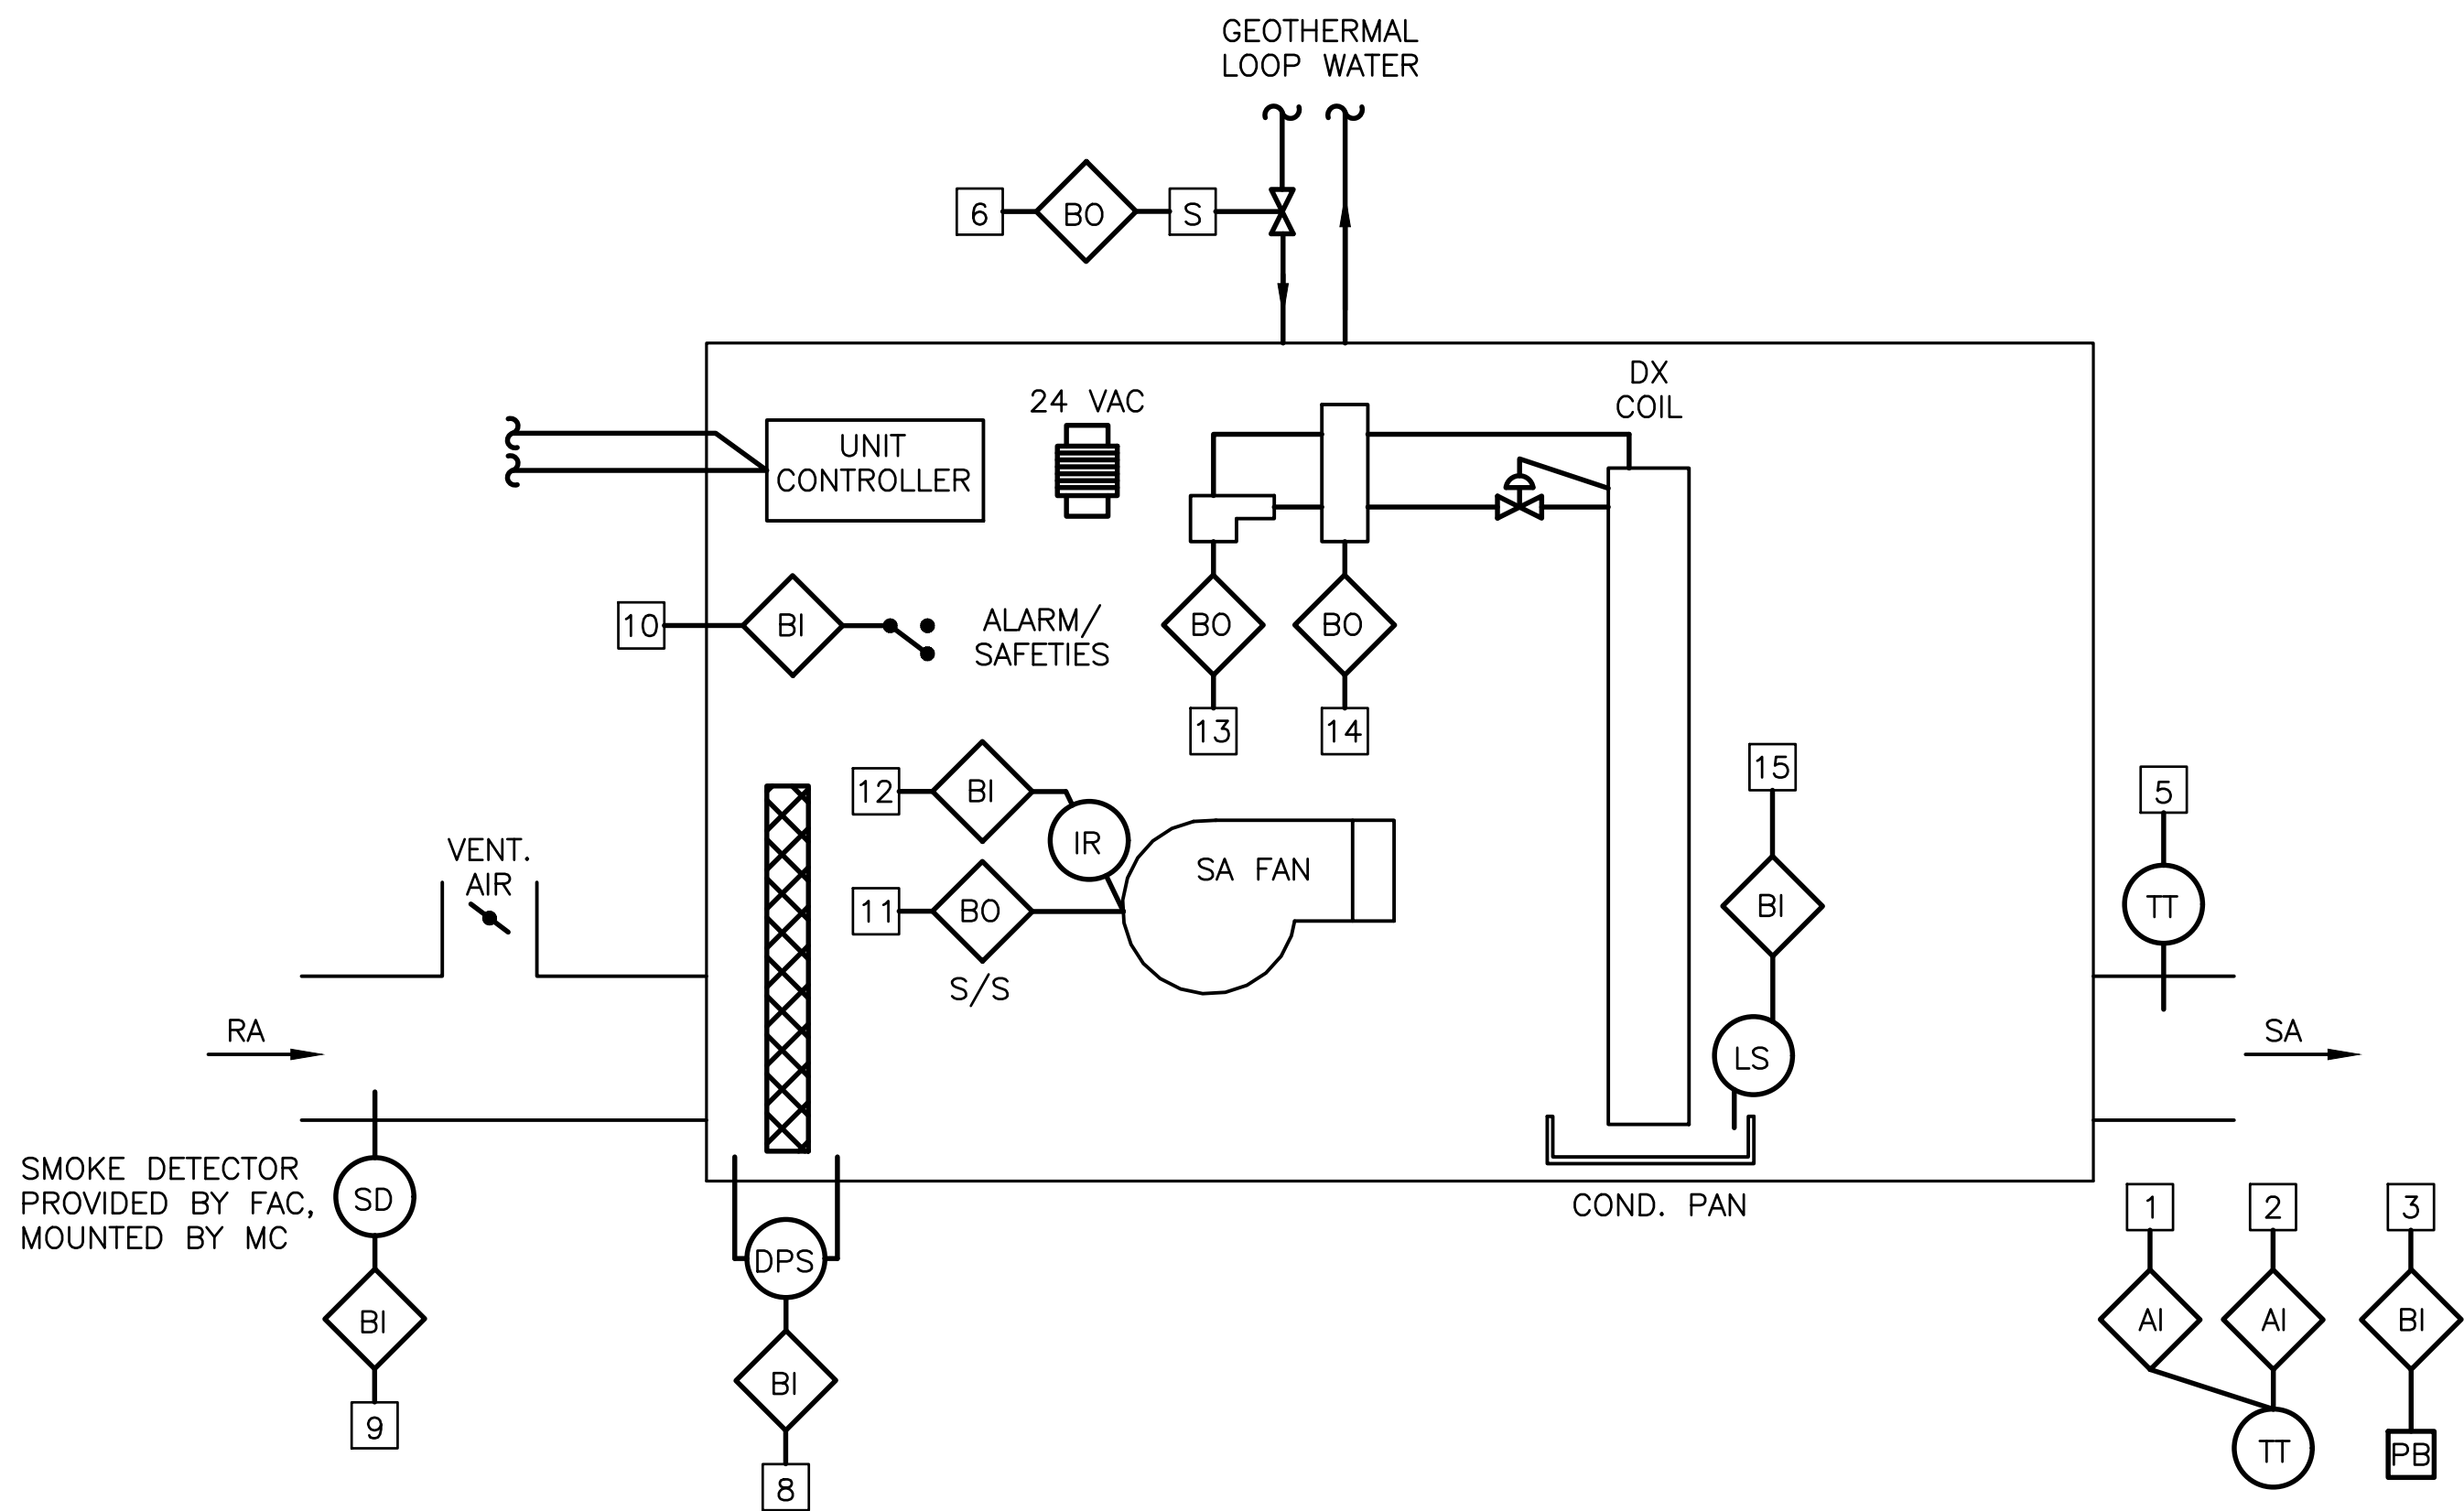 GEOTHERMAL
LOOP WATER
6
BO
S
DX
COIL
24 VAC
UNIT
CONTROLLER
10
BI
ALARM/
SAFETIES
BO
BO
13
14
12
BI
IR
15
5
VENT.
AIR
SA FAN
11
BO
S/S
BI
TT
RA
LS
SA
SMOKE DETECTOR
PROVIDED BY FAC,
MOUNTED BY MC
SD
COND. PAN
1
2
3
DPS
BI
AI
AI
BI
BI
9
8
TT
PB